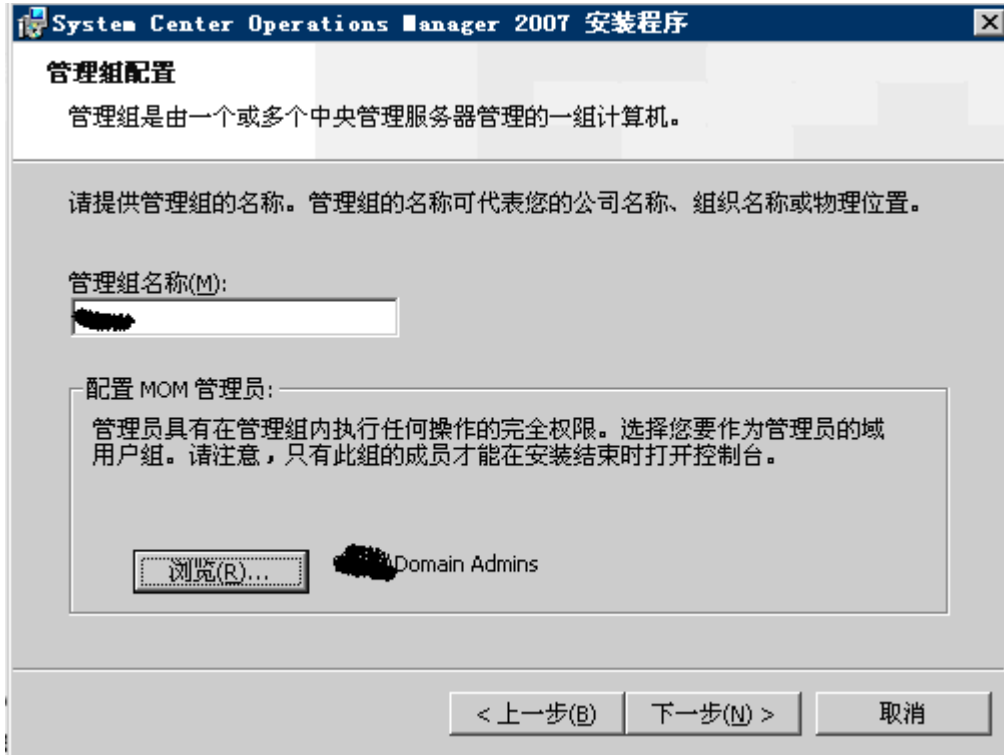 System Center Operations Manager 2007 安装程序
管理组配置
管理组是由一个或多个中央管理服务器管理的一组计算机。
请提供管理组的名称。管理组的名称可代表您的公司名称、组织名称或物理位置。
管理组名称(M):
配置 MOM 管理员:
管理员具有在管理组内执行任何操作的完全权限。选择您要作为管理员的域
用户组。请注意，只有此组的成员才能在安装结束时打开控制台。
浏览(R)... Domain Admins
< 上一步(B) 下一步(N) > 取消